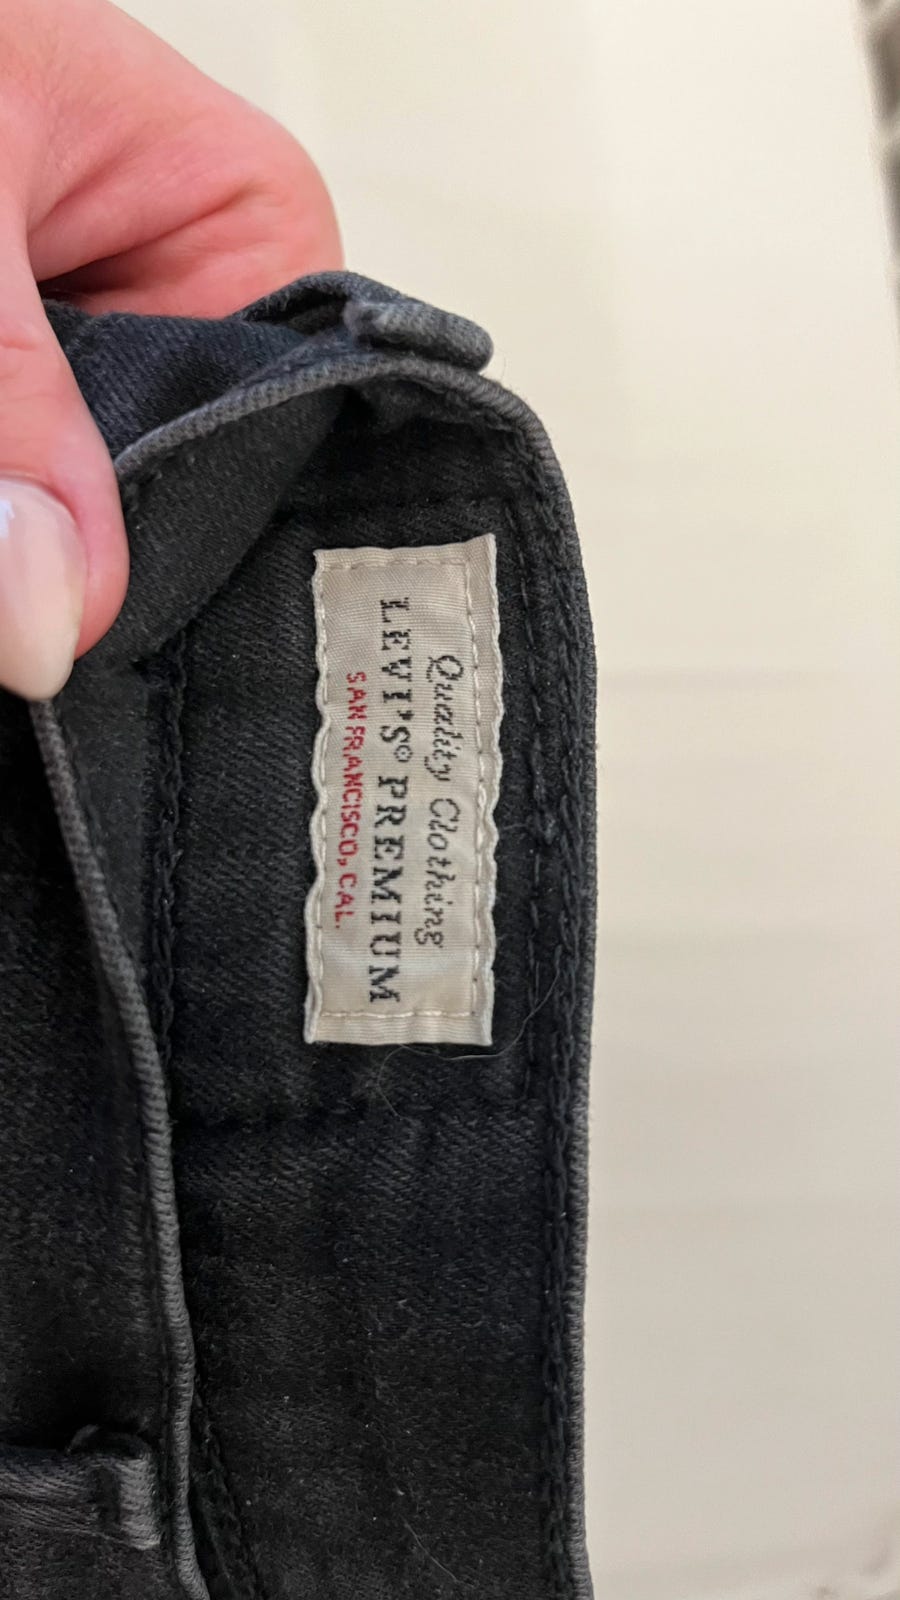 Quality Clothing
LEVI'S® PREMIUM
SAN FRANCISCO, CAL.